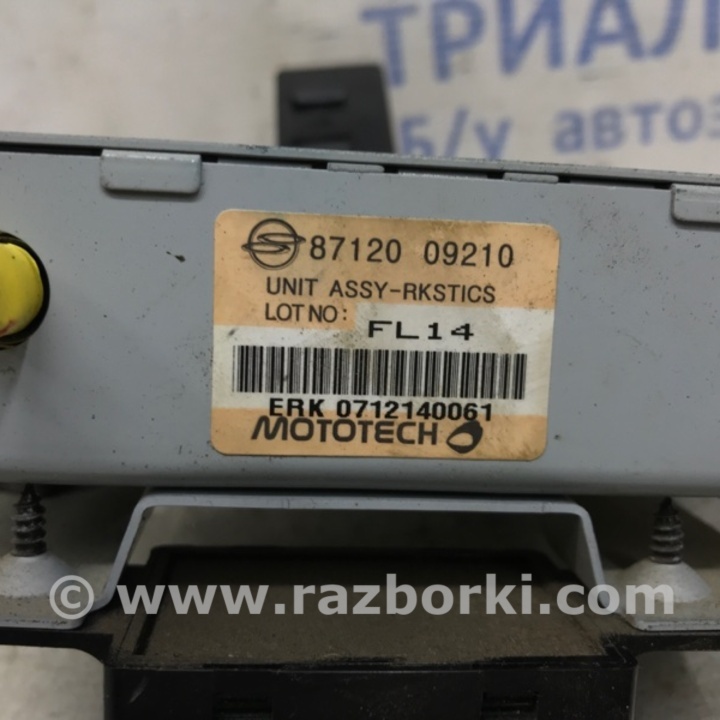 ТРИАЛ
б/у автоз
87120 09210
UNIT ASSY-RKSTICS
LOT NO: FL14
ERK 0712140061
MOTOTECH
© www.razborki.com